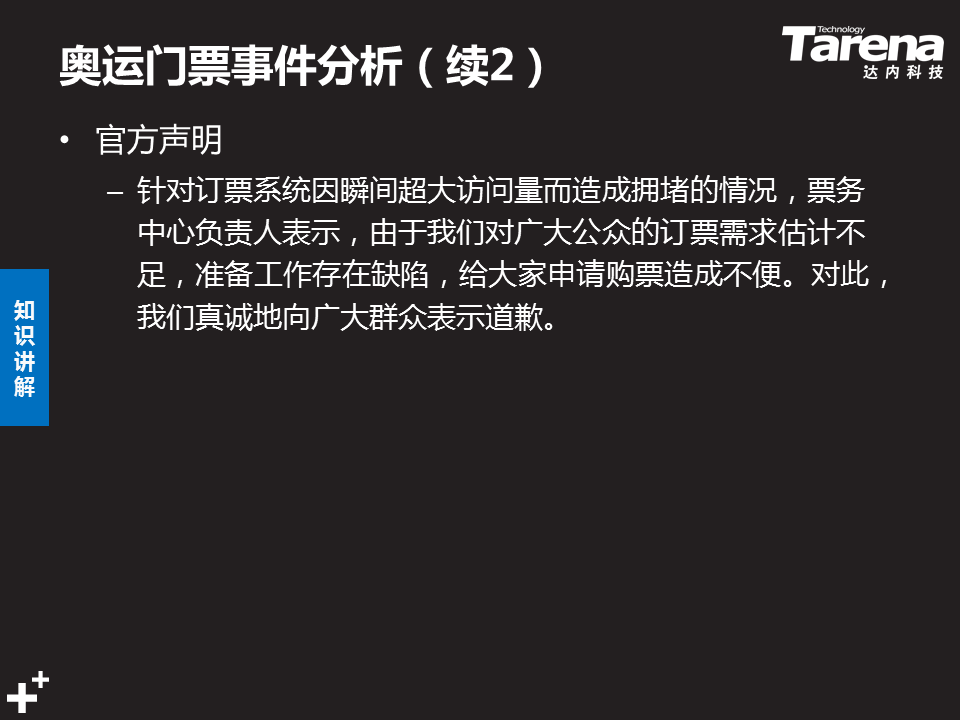 奥运门票事件分析（续2）
Technology
Tarena
达内科技
• 官方声明
– 针对订票系统因瞬间超大访问量而造成拥堵的情况，票务
中心负责人表示，由于我们对广大公众的订票需求估计不
足，准备工作存在缺陷，给大家申请购票造成不便。对此，
我们真诚地向广大群众表示道歉。
知
识
讲
解